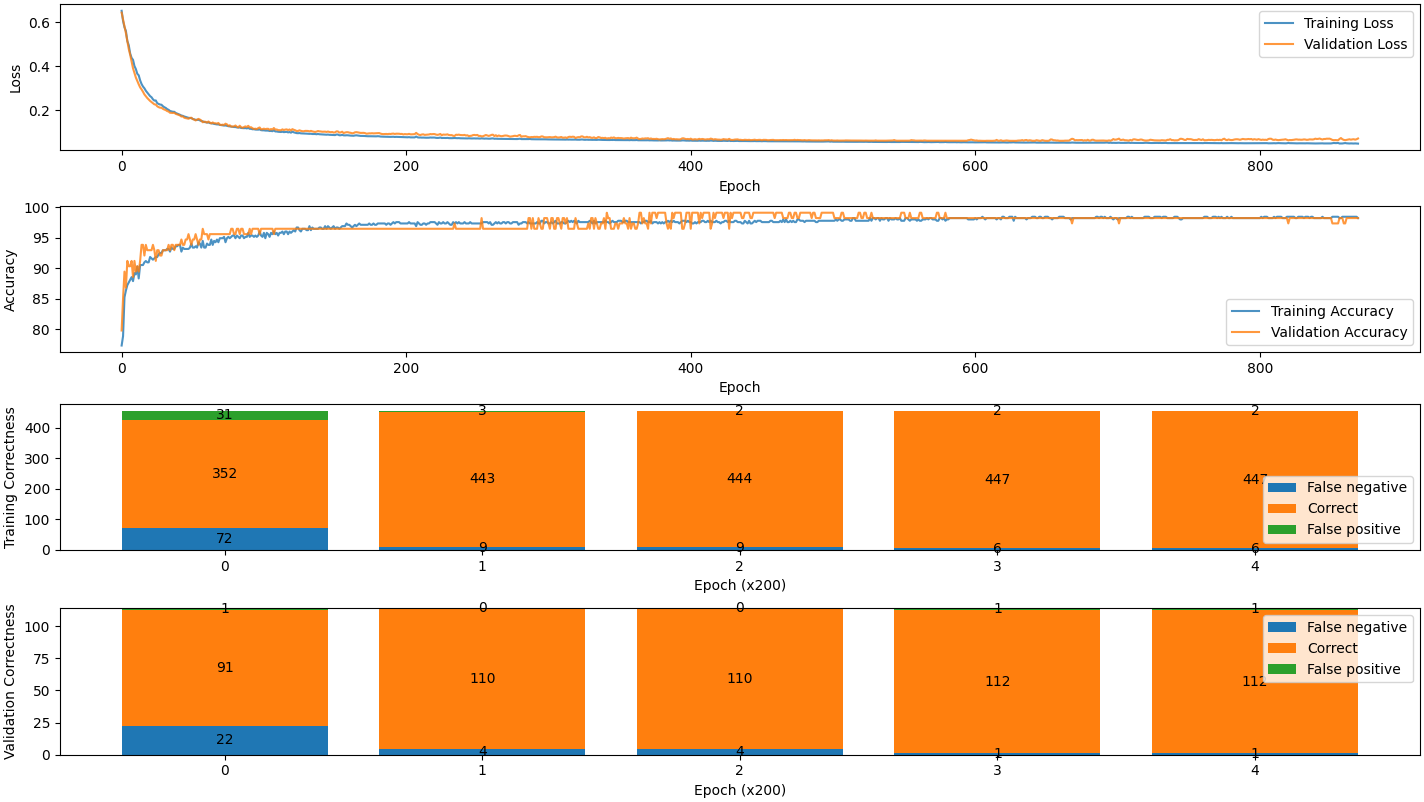 0.6
0.4
0.2
Loss
Training Loss
Validation Loss
0 200 400 600 800
Epoch
100
95
90
85
80
Accuracy
Training Accuracy
Validation Accuracy
0 200 400 600 800
Epoch
400
300
200
100
0
Training Correctness
31 3 2 2 2
352 443 444 447 447
72 9 9 6 6
False negative
Correct
False positive
0 1 2 3 4
Epoch (x200)
100
75
50
25
0
Validation Correctness
1 0 0 1 1
91 110 110 112 112
22 4 4 1 1
False negative
Correct
False positive
0 1 2 3 4
Epoch (x200)